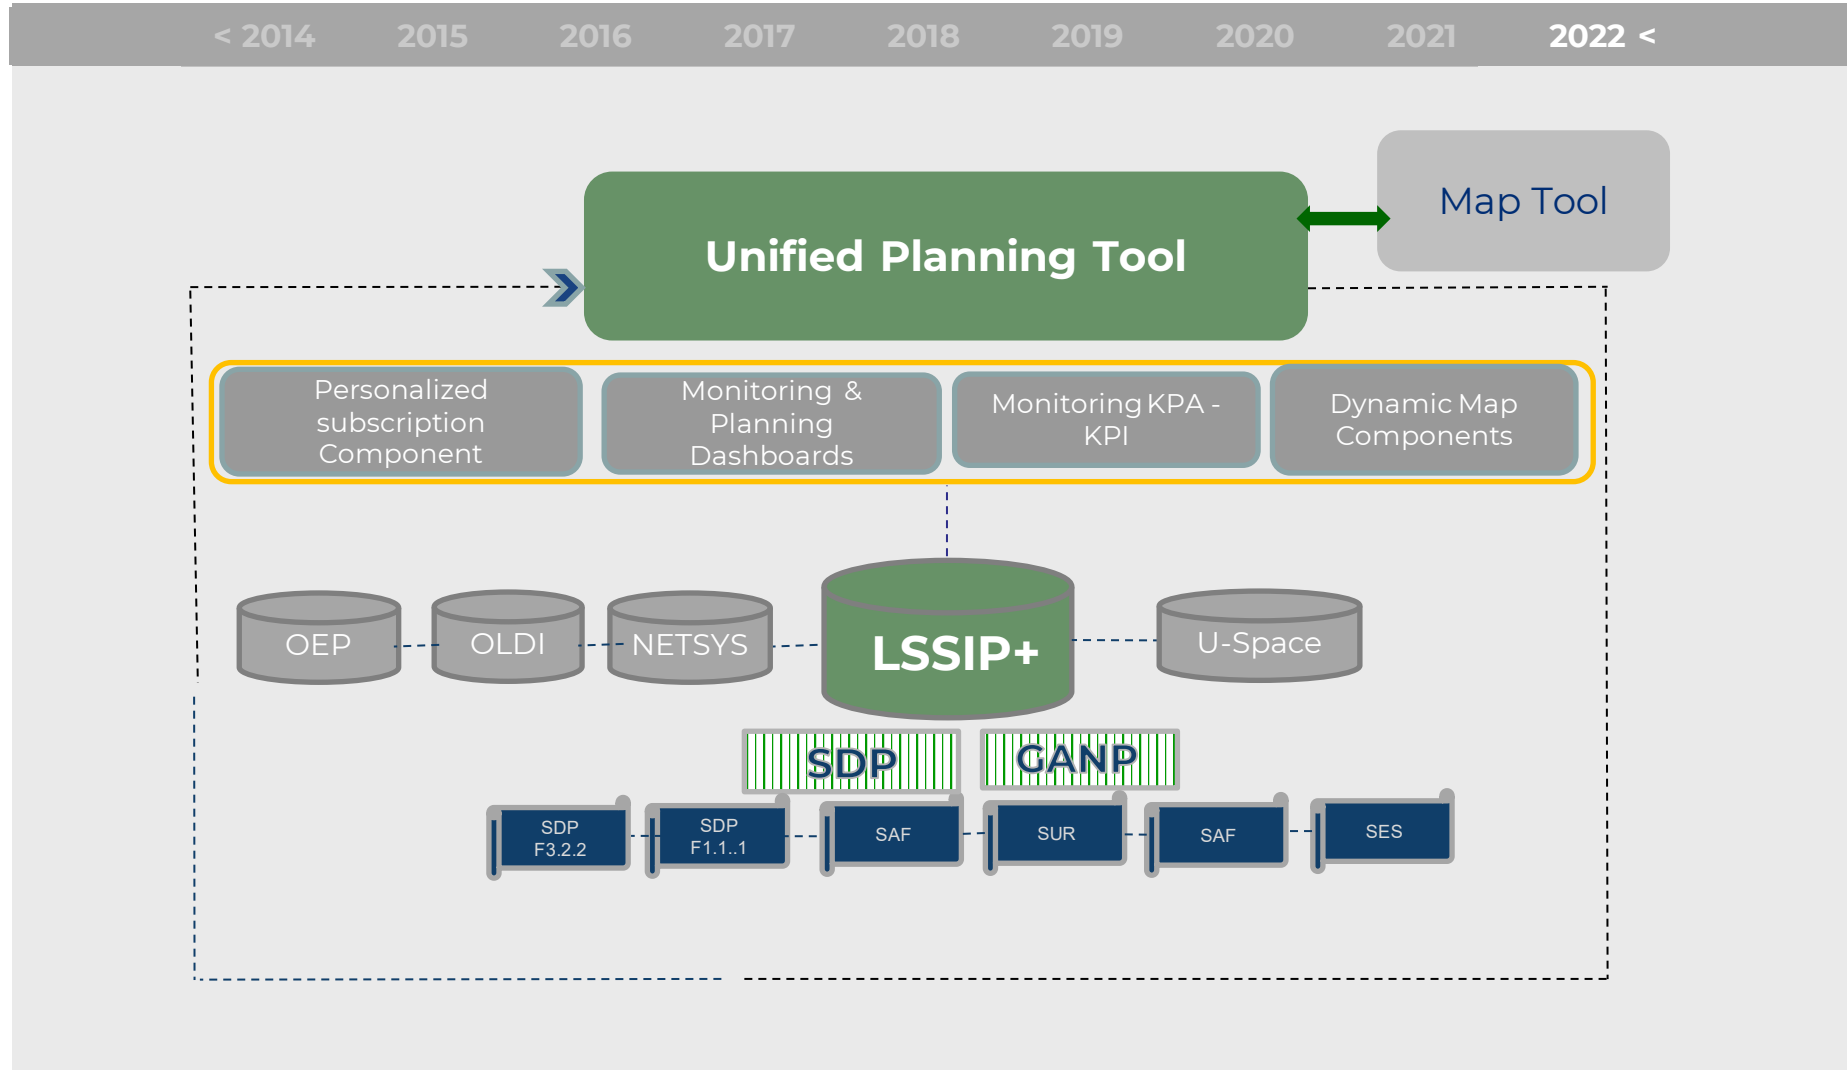 < 2014 2015 2016 2017 2018 2019 2020 2021 2022 <
Map Tool
Unified Planning Tool
Personalized
subscription
Component
Monitoring &
Planning
Dashboards
Monitoring KPA -
KPI
Dynamic Map
Components
OEP
OLDI
NETSYS
LSSIP+
U-Space
SDP
GANP
SDP
F3.2.2
SDP
F1.1..1
SAF
SUR
SAF
SES